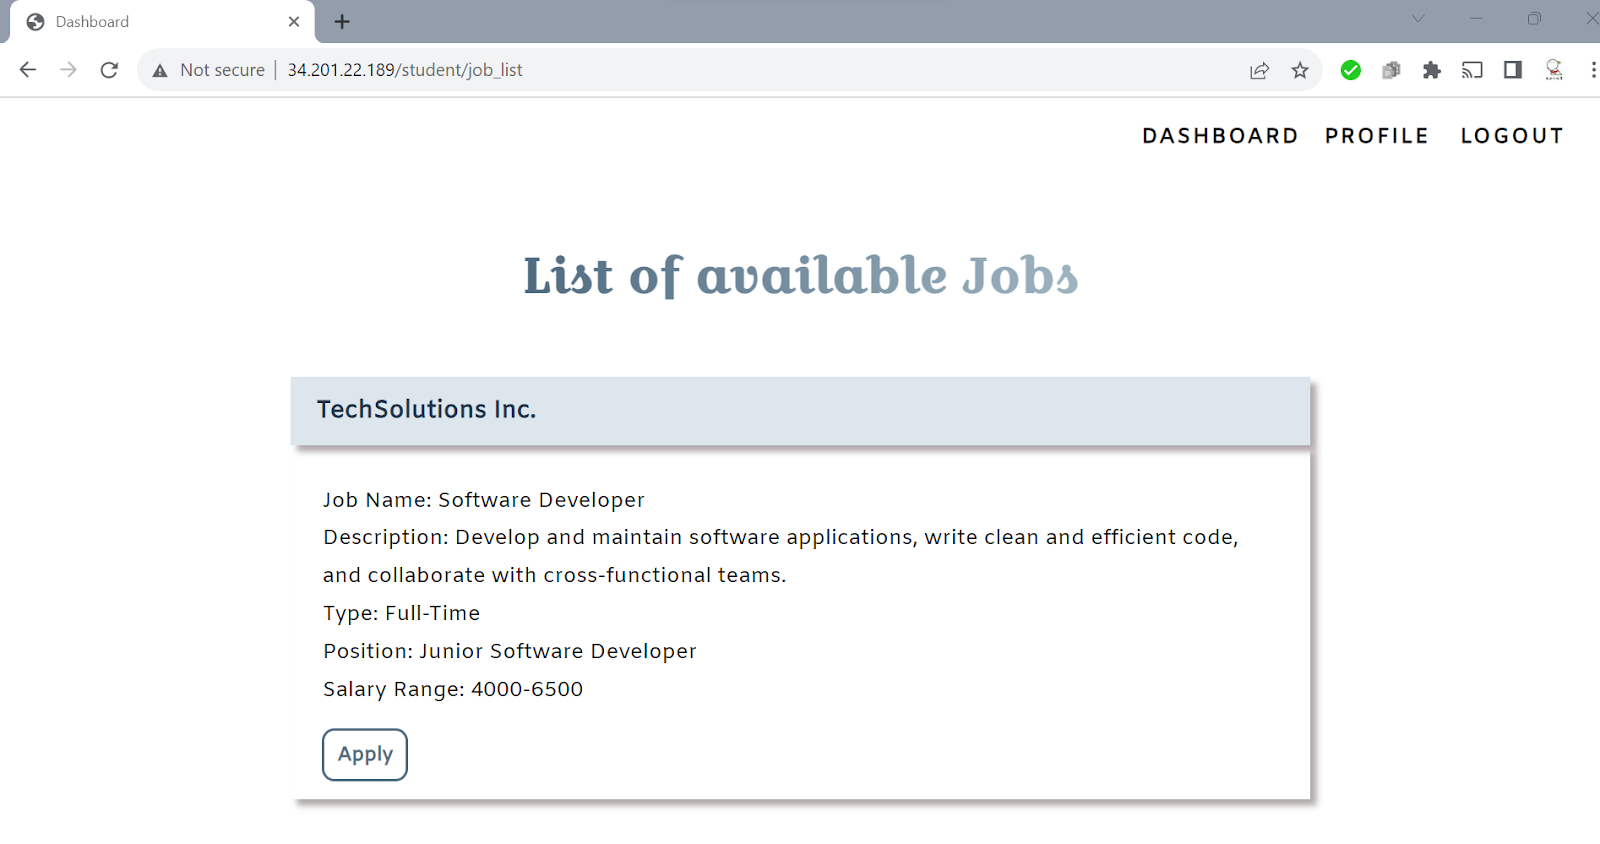 Dashboard
Not secure | 34.201.22.189/student/job_list
DASHBOARD PROFILE LOGOUT
List of available Jobs
TechSolutions Inc.
Job Name: Software Developer
Description: Develop and maintain software applications, write clean and efficient code,
and collaborate with cross-functional teams.
Type: Full-Time
Position: Junior Software Developer
Salary Range: 4000-6500
Apply